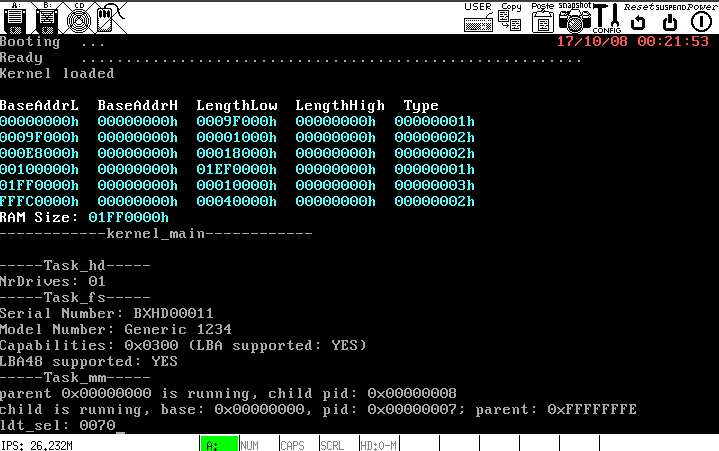 A: B: CD USER Copy Paste snapshot CONFIG Reset SUSPEND Power
Booting ... 17/10/08 00:21:53
Ready ........................................................
Kernel loaded
BaseAddrL BaseAddrH LengthLow LengthHigh Type
00000000h 00000000h 0009F000h 00000000h 00000001h
0009F000h 00000000h 00001000h 00000000h 00000002h
000E8000h 00000000h 00018000h 00000000h 00000002h
00100000h 00000000h 01EF0000h 00000000h 00000001h
01FF0000h 00000000h 00010000h 00000000h 00000003h
FFFC0000h 00000000h 00040000h 00000000h 00000002h
RAM Size: 01FF0000h
------------kernel_main------------
-----Task_hd-----
NrDrives: 01
-----Task_fs-----
Serial Number: BXHD00011
Model Number: Generic 1234
Capabilities: 0x0300 (LBA supported: YES)
LBA48 supported: YES
-----Task_mm-----
parent 0x00000000 is running, child pid: 0x00000008
child is running, base: 0x00000000, pid: 0x00000007; parent: 0xFFFFFFFE
ldt_sel: 0070_
IPS: 26.232M A: NUM CAPS SCRL HD:0-M